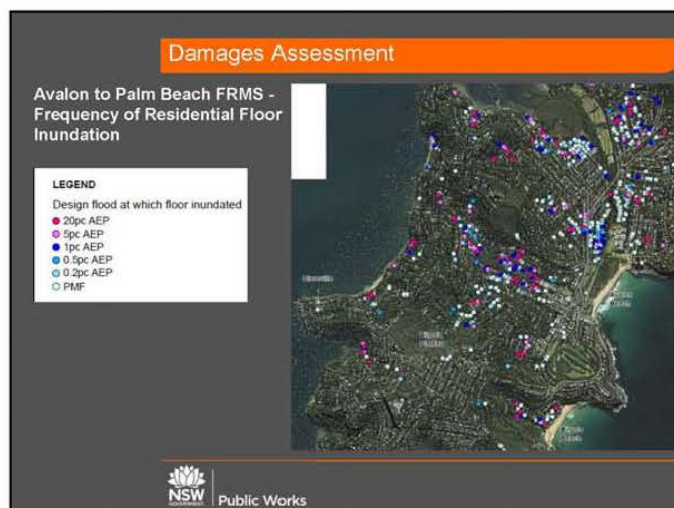 Damages Assessment
Avalon to Palm Beach FRMS -
Frequency of Residential Floor
Inundation
LEGEND
Design flood at which floor inundated
20pc AEP
5pc AEP
1pc AEP
0.5pc AEP
0.2pc AEP
PMF
NSW
GOVERNMENT
Public Works